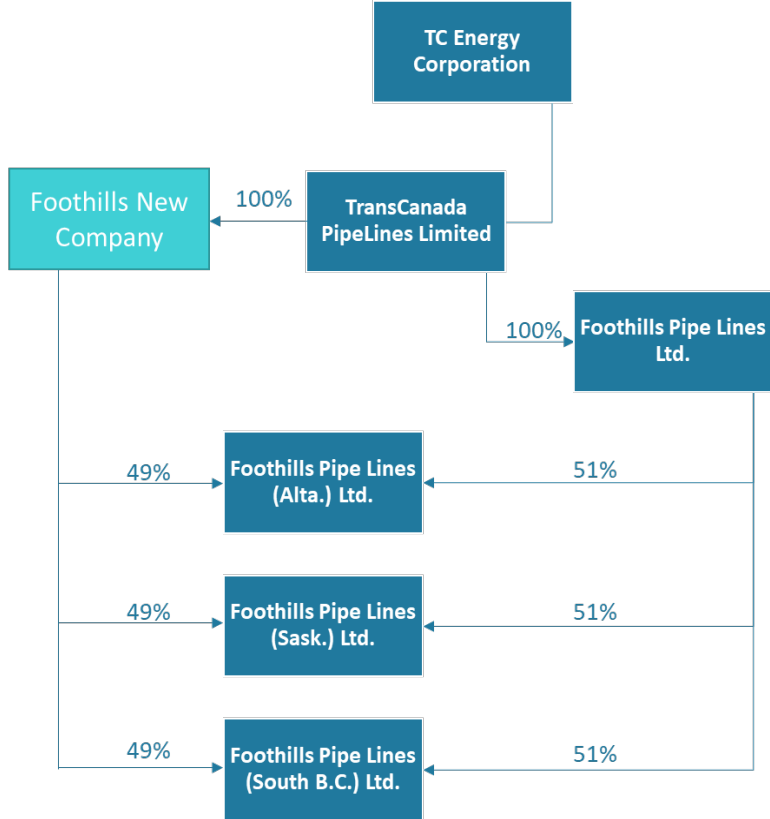 TC Energy
Corporation
Foothills New
Company
100%
TransCanada
PipeLines Limited
100%
Foothills Pipe Lines
Ltd.
49%
Foothills Pipe Lines
(Alta.) Ltd.
51%
49%
Foothills Pipe Lines
(Sask.) Ltd.
51%
49%
Foothills Pipe Lines
(South B.C.) Ltd.
51%